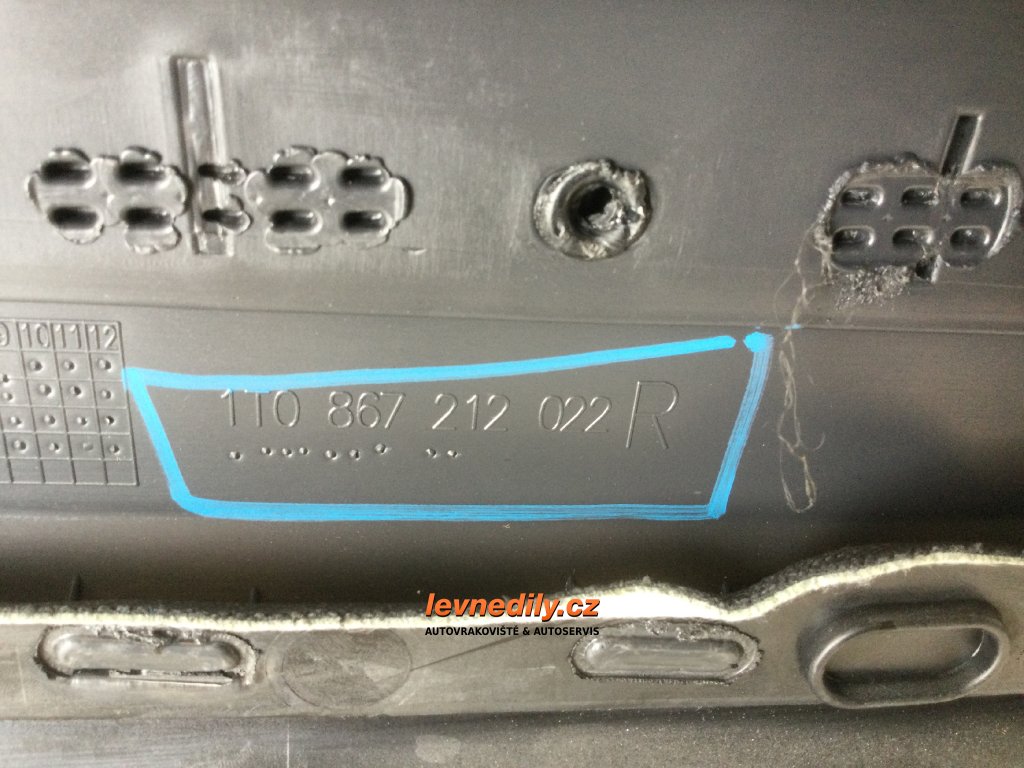 9 10 11 12
1T0 867 212 022 R
levnedily.cz
AUTOVRAKOVIŠTĚ & AUTOSERVIS